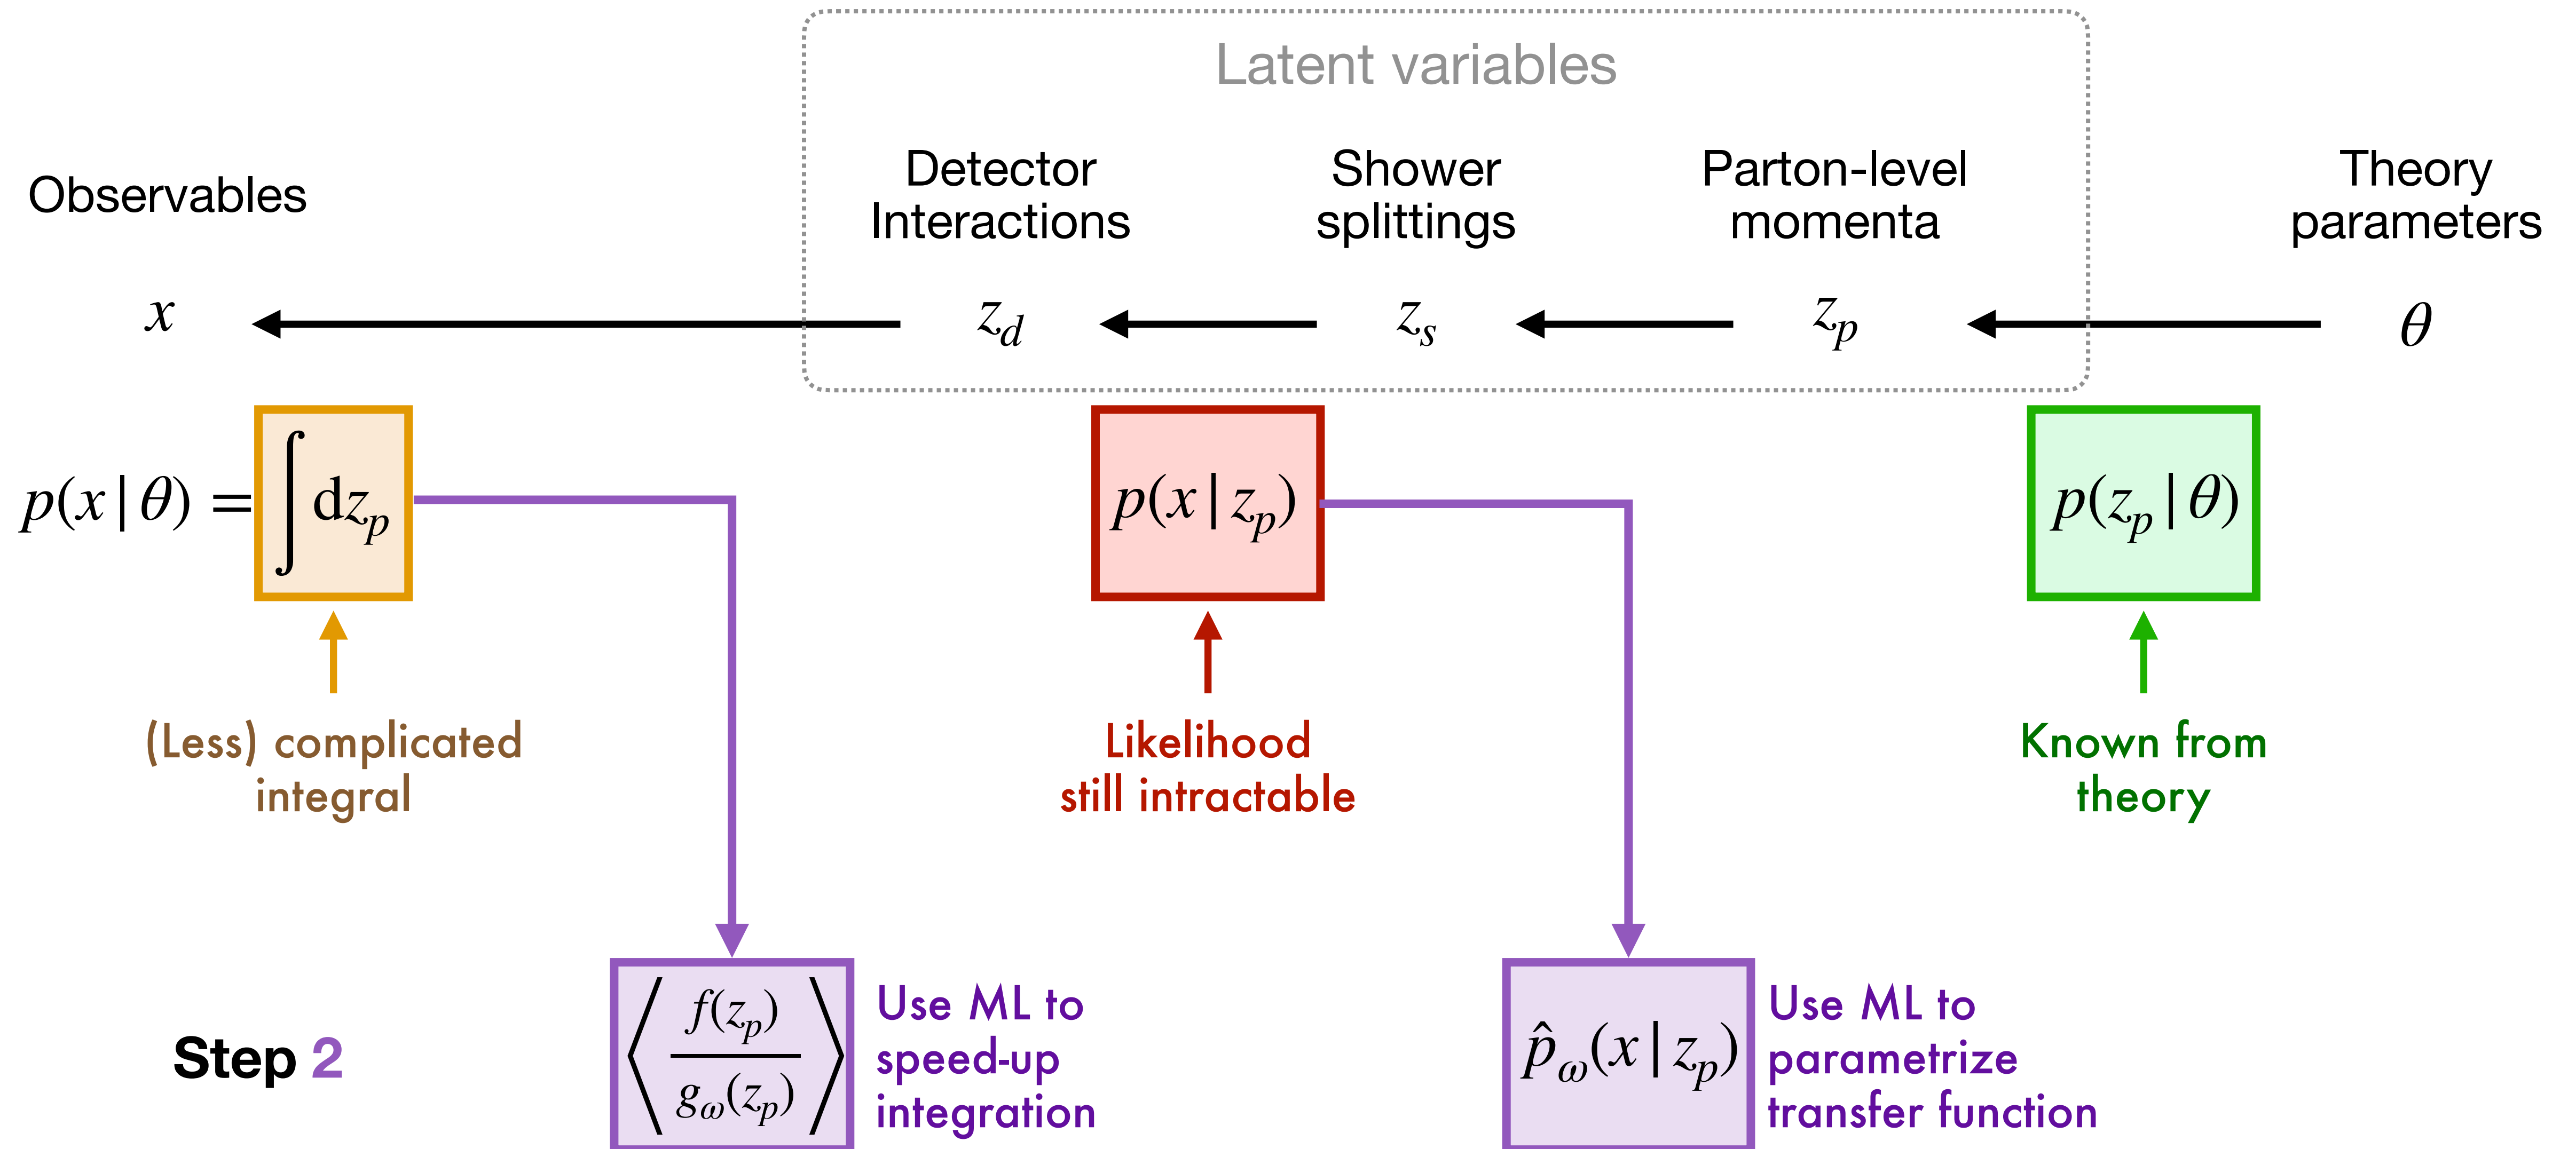 Latent variables
Observables
Detector
Interactions
Shower
splittings
Parton-level
momenta
Theory
parameters
x
z_d
z_s
z_p
θ
p(x|θ) = ∫dz_p p(x|z_p) p(z_p|θ)
(Less) complicated
integral
Likelihood
still intractable
Known from
theory
Step 2
⟨f(z_p)/g_ω(z_p)⟩
Use ML to
speed-up
integration
p̂_ω(x|z_p)
Use ML to
parametrize
transfer function